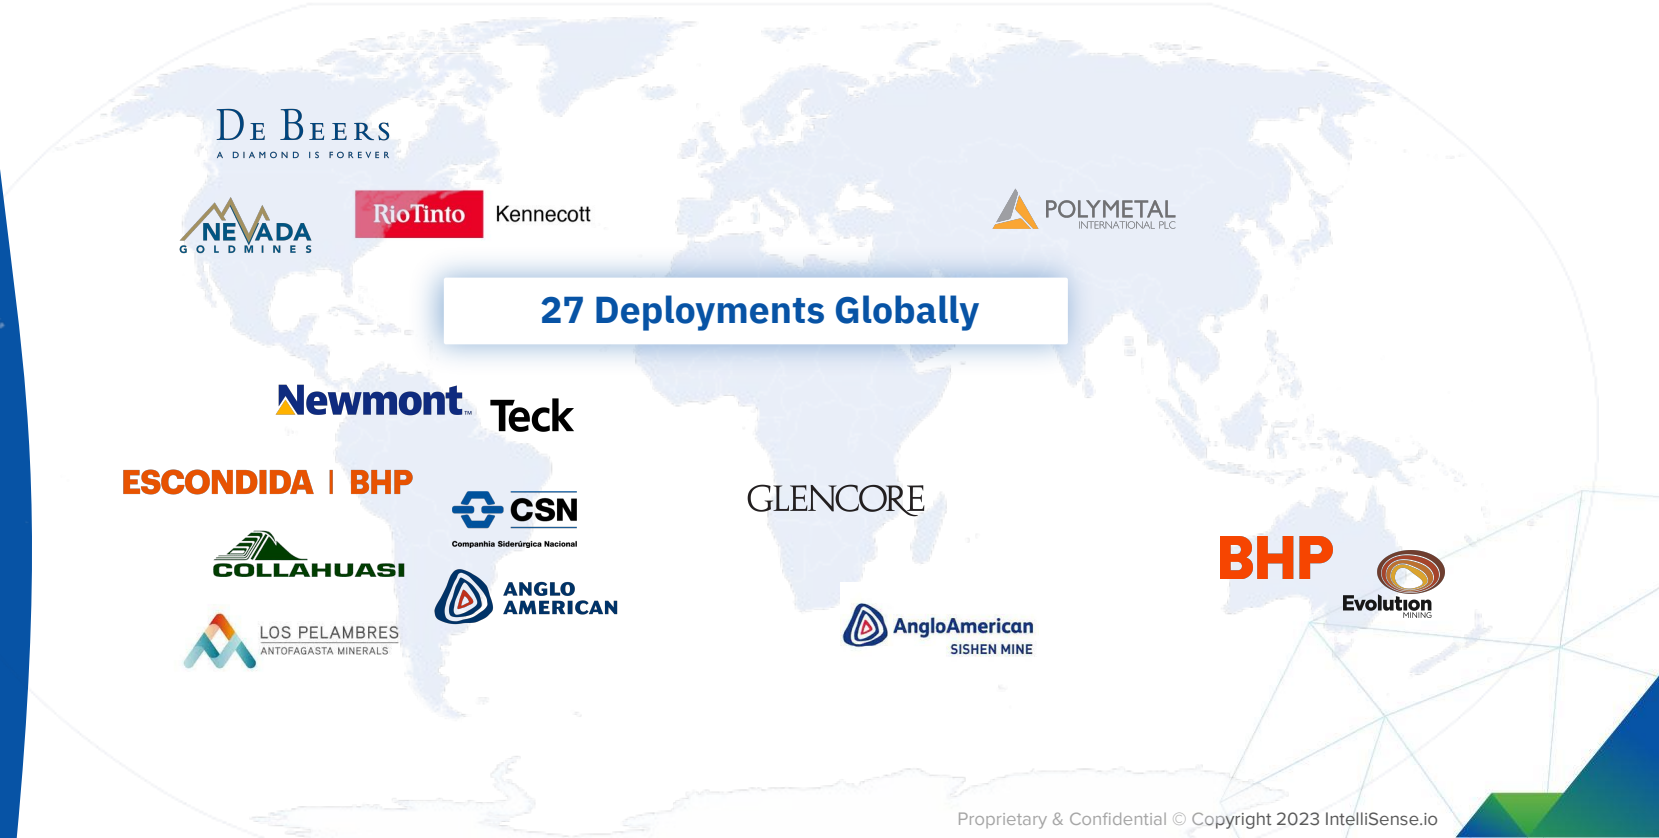 DE BEERS
A DIAMOND IS FOREVER
NEVADA
GOLDMINES
RioTinto Kennecott
POLYMETAL
INTERNATIONAL PLC
27 Deployments Globally
Newmont™
Teck
ESCONDIDA | BHP
CSN
Companhia Siderúrgica Nacional
GLENCORE
COLLAHUASI
BHP
Evolution
MINING
ANGLO
AMERICAN
LOS PELAMBRES
ANTOFAGASTA MINERALS
AngloAmerican
SISHEN MINE
Proprietary & Confidential © Copyright 2023 IntelliSense.io